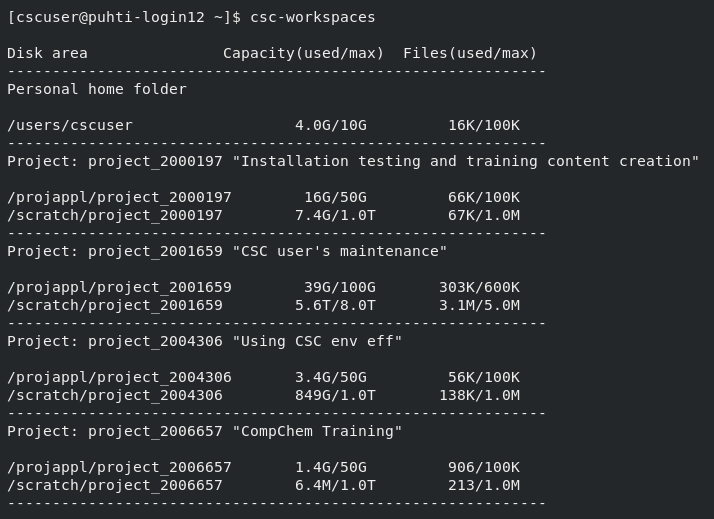 [cscuser@puhti-login12 ~]$ csc-workspaces
Disk area               Capacity(used/max)  Files(used/max)
------------------------------------------------------------
Personal home folder
/users/cscuser                  4.0G/10G         16K/100K
------------------------------------------------------------
Project: project_2000197 "Installation testing and training content creation"
/projappl/project_2000197        16G/50G         66K/100K
/scratch/project_2000197        7.4G/1.0T        67K/1.0M
------------------------------------------------------------
Project: project_2001659 "CSC user's maintenance"
/projappl/project_2001659        39G/100G       303K/600K
/scratch/project_2001659        5.6T/8.0T       3.1M/5.0M
------------------------------------------------------------
Project: project_2004306 "Using CSC env eff"
/projappl/project_2004306       3.4G/50G         56K/100K
/scratch/project_2004306        849G/1.0T       138K/1.0M
------------------------------------------------------------
Project: project_2006657 "CompChem Training"
/projappl/project_2006657       1.4G/50G         906/100K
/scratch/project_2006657        6.4M/1.0T        213/1.0M
------------------------------------------------------------